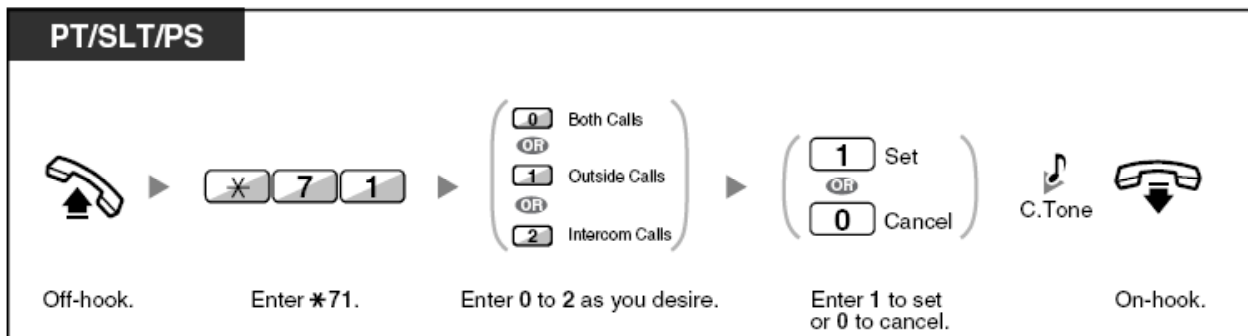 PT/SLT/PS
0 Both Calls
OR
1 Outside Calls
OR
2 Intercom Calls
* 7 1
1 Set
OR
0 Cancel
C.Tone
Off-hook.
Enter *71.
Enter 0 to 2 as you desire.
Enter 1 to set
or 0 to cancel.
On-hook.